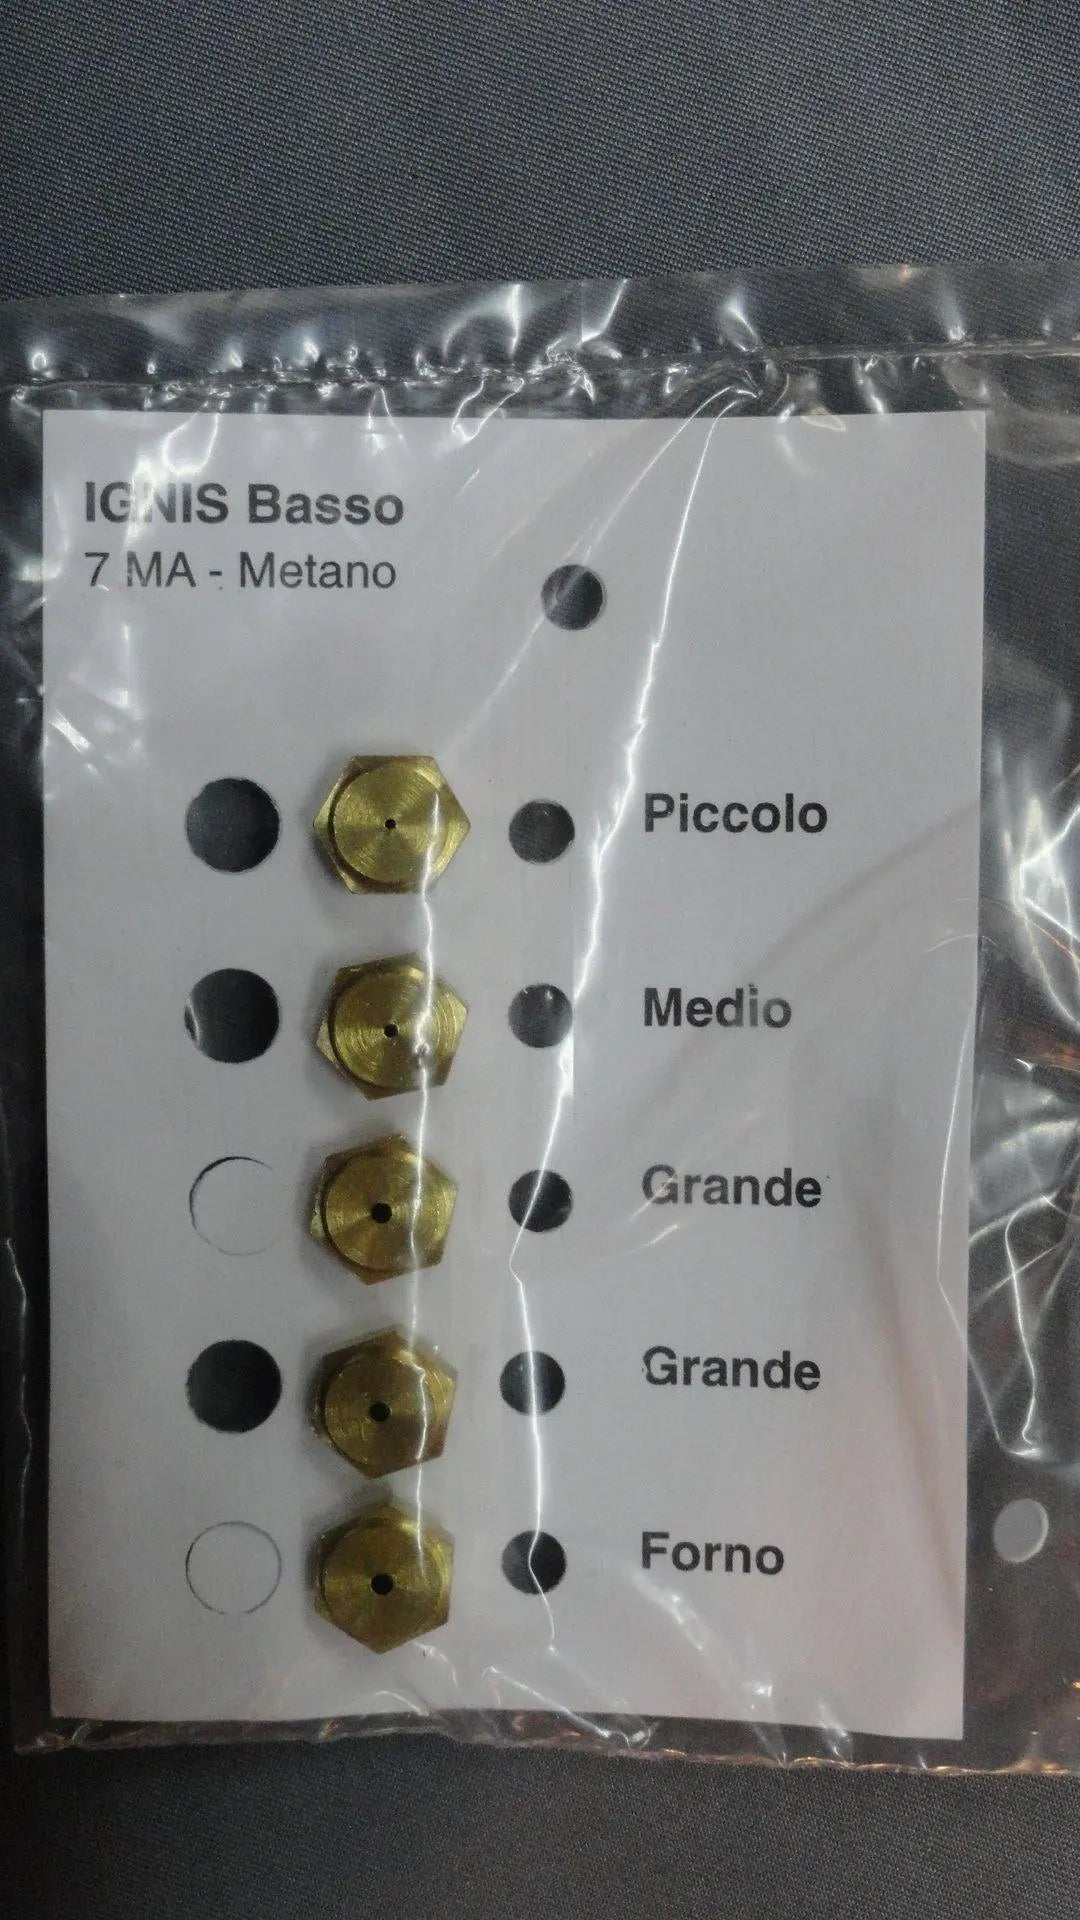 IGNIS Basso
7 MA - Metano
Piccolo
Medio
Grande
Grande
Forno